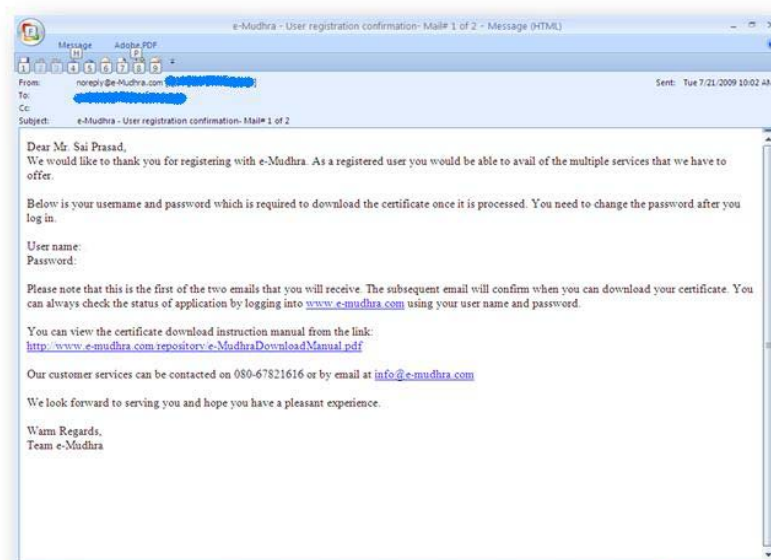 e-Mudhra - User registration confirmation- Mail# 1 of 2 - Message (HTML)
Message Adobe PDF
H P
1 2 3 4 5 6 7 8 9
From: noreply@e-Mudhra.com
Sent: Tue 7/21/2009 10:02 AM
To:
Cc:
Subject: e-Mudhra - User registration confirmation- Mail# 1 of 2
Dear Mr. Sai Prasad,
We would like to thank you for registering with e-Mudhra. As a registered user you would be able to avail of the multiple services that we have to
offer.
Below is your username and password which is required to download the certificate once it is processed. You need to change the password after you
log in.
User name:
Password:
Please note that this is the first of the two emails that you will receive. The subsequent email will confirm when you can download your certificate. You
can always check the status of application by logging into www.e-mudhra.com using your user name and password.
You can view the certificate download instruction manual from the link:
http://www.e-mudhra.com/repository/e-MudhraDownloadManual.pdf
Our customer services can be contacted on 080-67821616 or by email at info@e-mudhra.com
We look forward to serving you and hope you have a pleasant experience.
Warm Regards,
Team e-Mudhra